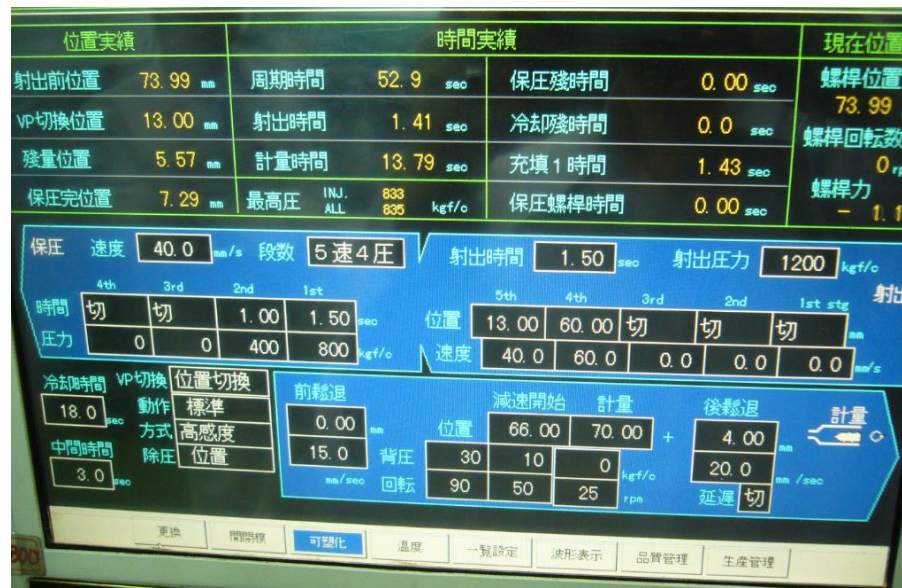 位置実績 時間実績 現在位置
射出前位置 73.99 mm 周期時間 52.9 sec 保圧殘時間 0.00 sec 螺桿位置
73.99
VP切換位置 13.00 mm 射出時間 1.41 sec 冷却殘時間 0.0 sec 螺桿回転数
殘量位置 5.57 mm 計量時間 13.79 sec 充填1時間 1.43 sec 0
螺桿力
保圧完位置 7.29 mm 最高圧 INJ. 833 ALL 835 kgf/c 保圧螺桿時間 0.00 sec - 1.1
保圧 速度 40.0 mm/s 段数 5速4圧 射出時間 1.50 sec 射出圧力 1200 kgf/c
4th 3rd 2nd 1st 5th 4th 3rd 2nd 1st stg
時間 切 切 1.00 1.50 sec 位置 13.00 60.00 切 切 切 mm
圧力 0 0 400 800 kgf/c 速度 40.0 60.0 0.0 0.0 0.0 mm/s
冷却時間 VP切換 位置切換 前鬆退 減速開始 計量 後鬆退 計量
18.0 sec 動作 標準 0.00 mm 位置 66.00 70.00 + 4.00 mm
中間時間 方式 高感度 15.0 mm/sec 背圧 30 10 0 kgf/c 20.0 mm/sec
3.0 sec 除圧 位置 回転 90 50 25 rpm 延遲 切
更換 可塑化 温度 一覧設定 波形表示 品質管理 生産管理